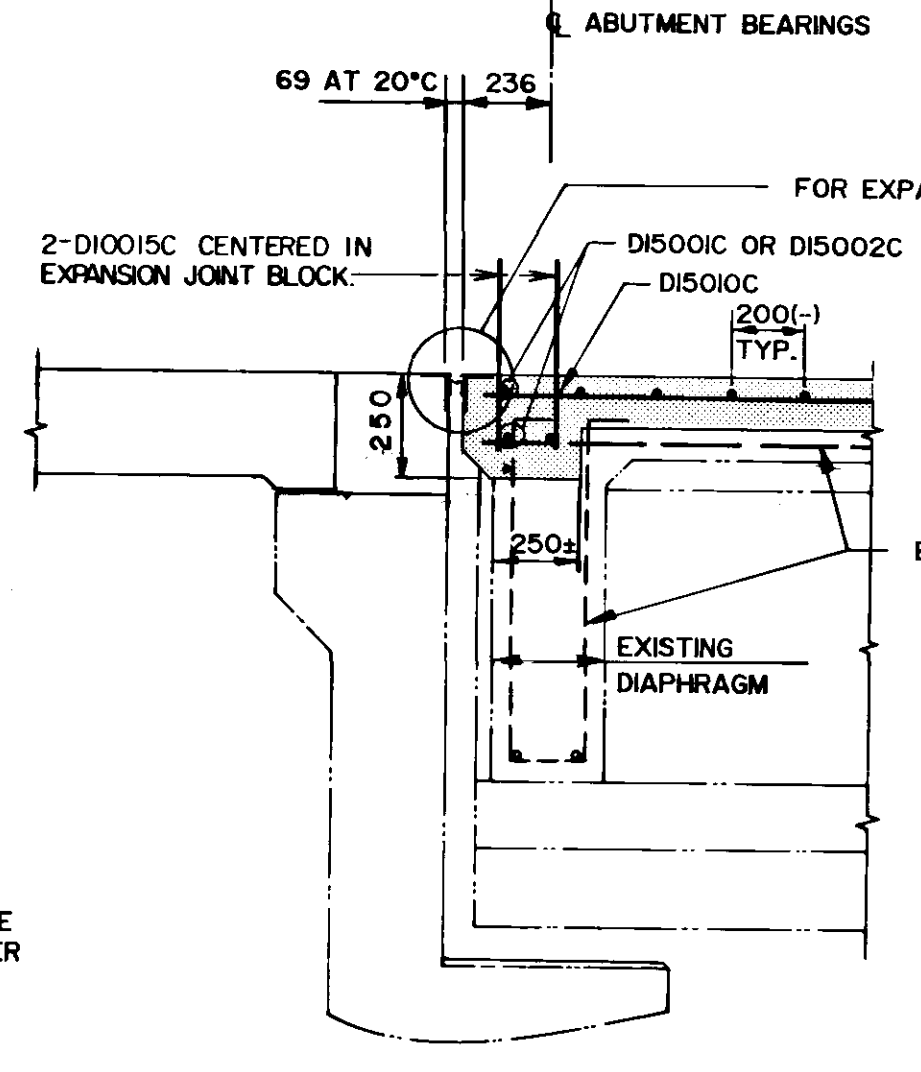 ℄ ABUTMENT BEARINGS
69 AT 20°C
236
FOR EXPA
2-D10015C CENTERED IN
EXPANSION JOINT BLOCK.
D15001C OR D15002C
D15010C
200(-)
TYP.
250
250±
E
EXISTING
DIAPHRAGM
E
ER